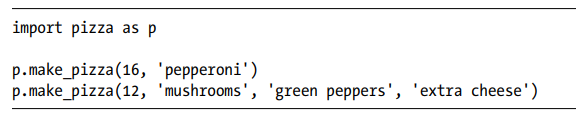 import pizza as p
p.make_pizza(16, 'pepperoni')
p.make_pizza(12, 'mushrooms', 'green peppers', 'extra cheese')